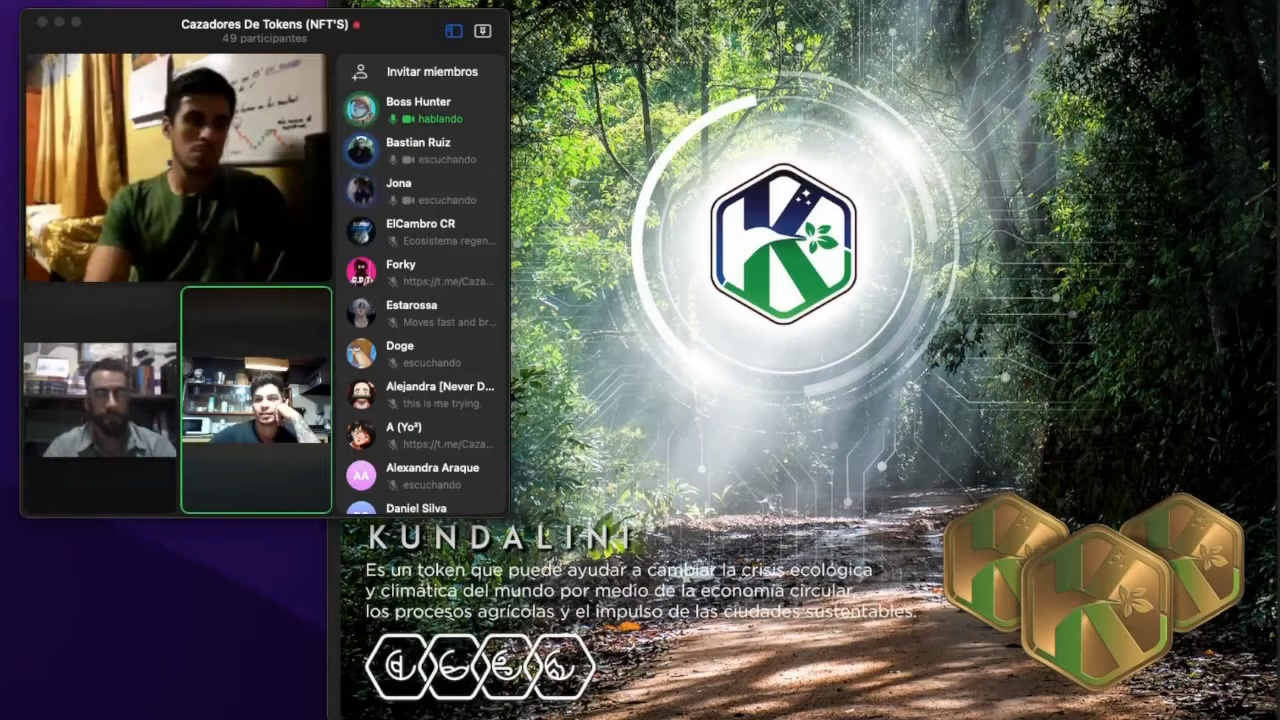 Cazadores De Tokens (NFT'S)
49 participantes
Invitar miembros
Boss Hunter
hablando
Bastian Ruiz
escuchando
Jona
escuchando
ElCambro CR
Ecosistema regen...
Forky
https://t.me/Caza...
Estarossa
Moves fast and br...
Doge
escuchando
Alejandra [Never D...
this is me trying.
A (Yo²)
https://t.me/Caza...
AA
Alexandra Araque
escuchando
Daniel Silva
KUNDALINI
Es un token que puede ayudar a cambiar la crisis ecológica
y climática del mundo por medio de la economía circular,
los procesos agrícolas y el impulso de las ciudades sustentables.